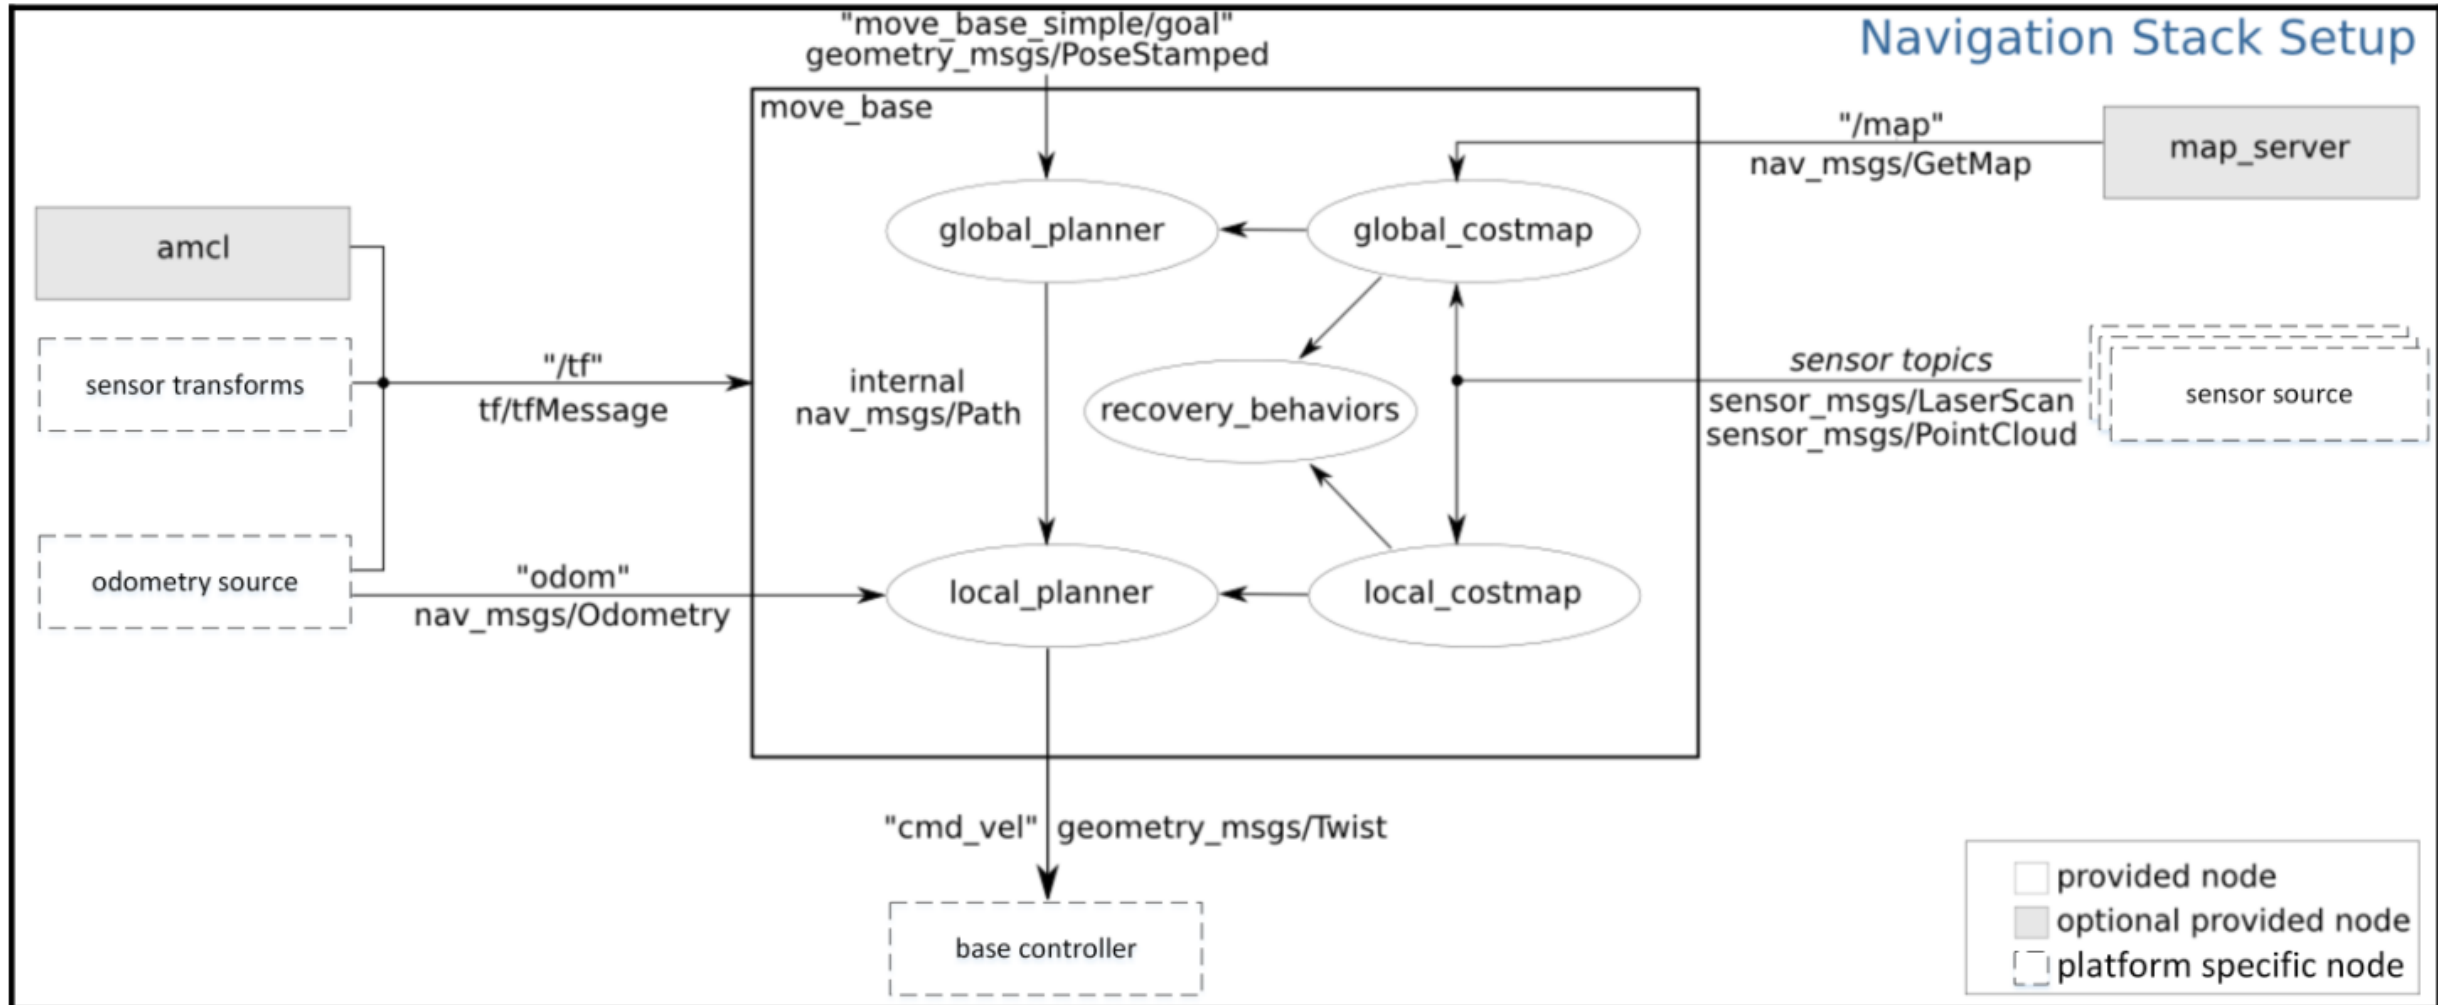 "move_base_simple/goal"
geometry_msgs/PoseStamped
Navigation Stack Setup
move_base
"/map"
nav_msgs/GetMap
map_server
global_planner
global_costmap
amcl
sensor transforms
"/tf"
tf/tfMessage
internal
nav_msgs/Path
recovery_behaviors
sensor topics
sensor_msgs/LaserScan
sensor_msgs/PointCloud
sensor source
odometry source
"odom"
nav_msgs/Odometry
local_planner
local_costmap
"cmd_vel" geometry_msgs/Twist
base controller
provided node
optional provided node
platform specific node